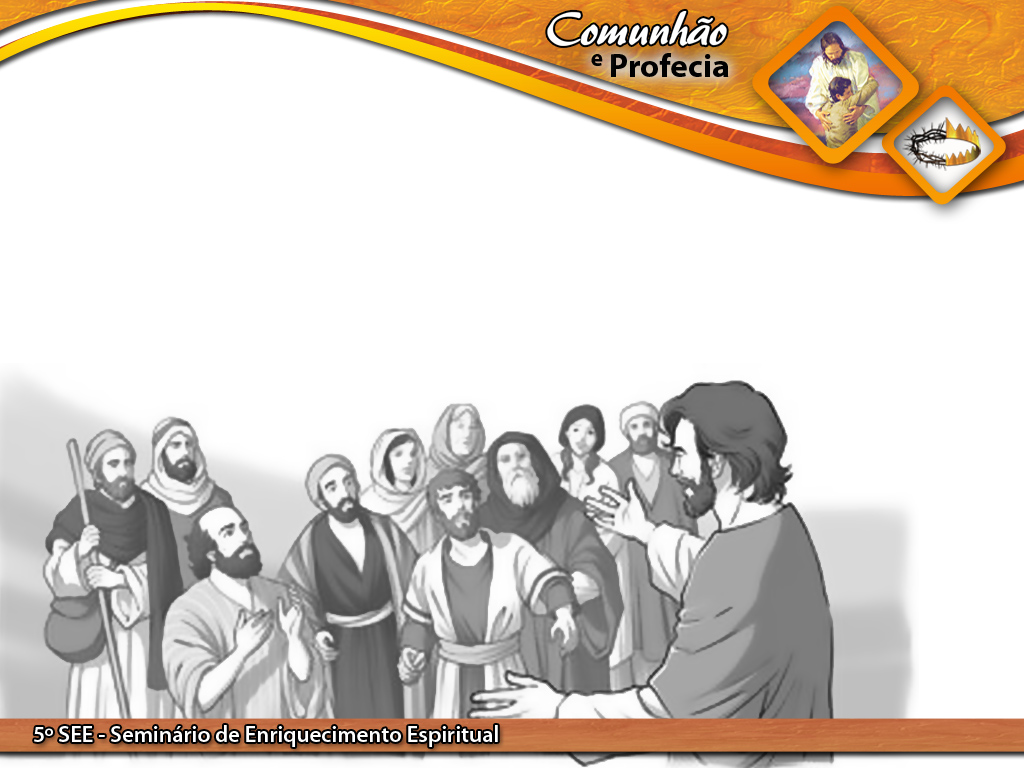 Comunhão
e Profecia
5º SEE - Seminário de Enriquecimento Espiritual